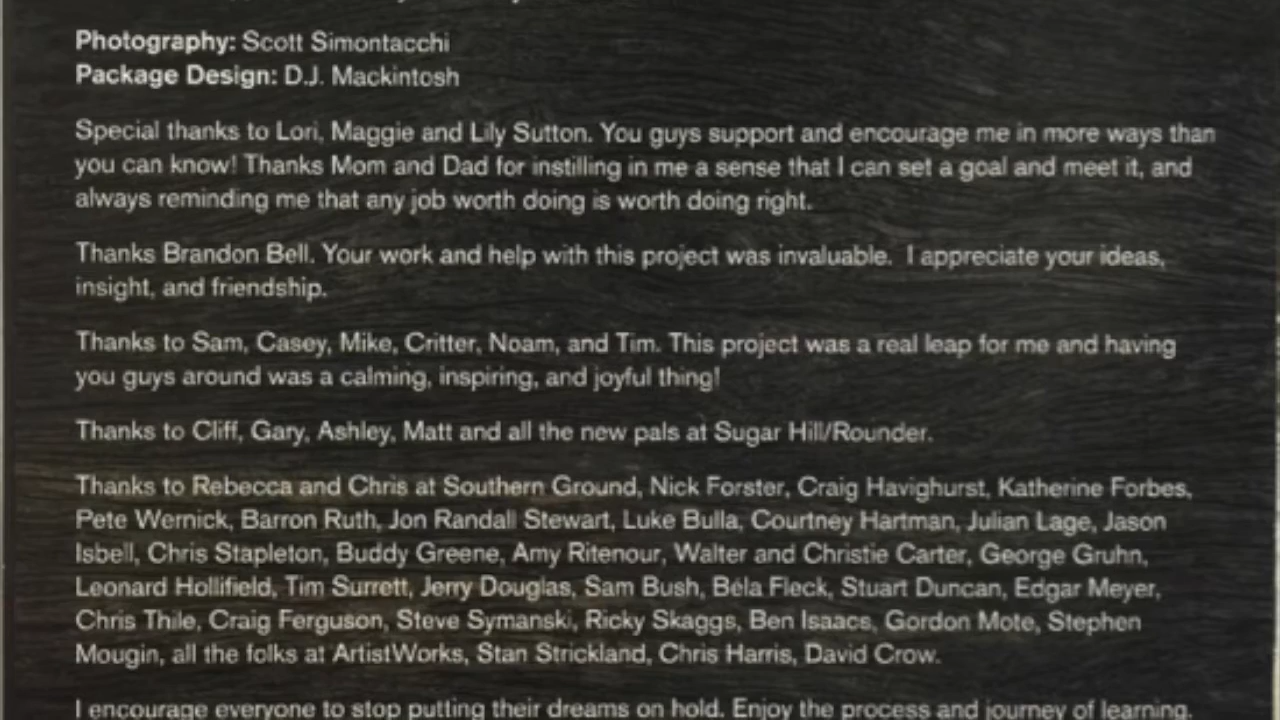 Photography: Scott Simontacchi
Package Design: D.J. Mackintosh
Special thanks to Lori, Maggie and Lily Sutton. You guys support and encourage me in more ways than
you can know! Thanks Mom and Dad for instilling in me a sense that I can set a goal and meet it, and
always reminding me that any job worth doing is worth doing right.
Thanks Brandon Bell. Your work and help with this project was invaluable. I appreciate your ideas,
insight, and friendship.
Thanks to Sam, Casey, Mike, Critter, Noam, and Tim. This project was a real leap for me and having
you guys around was a calming, inspiring, and joyful thing!
Thanks to Cliff, Gary, Ashley, Matt and all the new pals at Sugar Hill/Rounder.
Thanks to Rebecca and Chris at Southern Ground, Nick Forster, Craig Havighurst, Katherine Forbes,
Pete Wernick, Barron Ruth, Jon Randall Stewart, Luke Bulla, Courtney Hartman, Julian Lage, Jason
Isbell, Chris Stapleton, Buddy Greene, Amy Ritenour, Walter and Christie Carter, George Gruhn,
Leonard Hollifield, Tim Surrett, Jerry Douglas, Sam Bush, Béla Fleck, Stuart Duncan, Edgar Meyer,
Chris Thile, Craig Ferguson, Steve Symanski, Ricky Skaggs, Ben Isaacs, Gordon Mote, Stephen
Mougin, all the folks at ArtistWorks, Stan Strickland, Chris Harris, David Crow.
I encourage everyone to stop putting their dreams on hold. Enjoy the process and journey of learning.